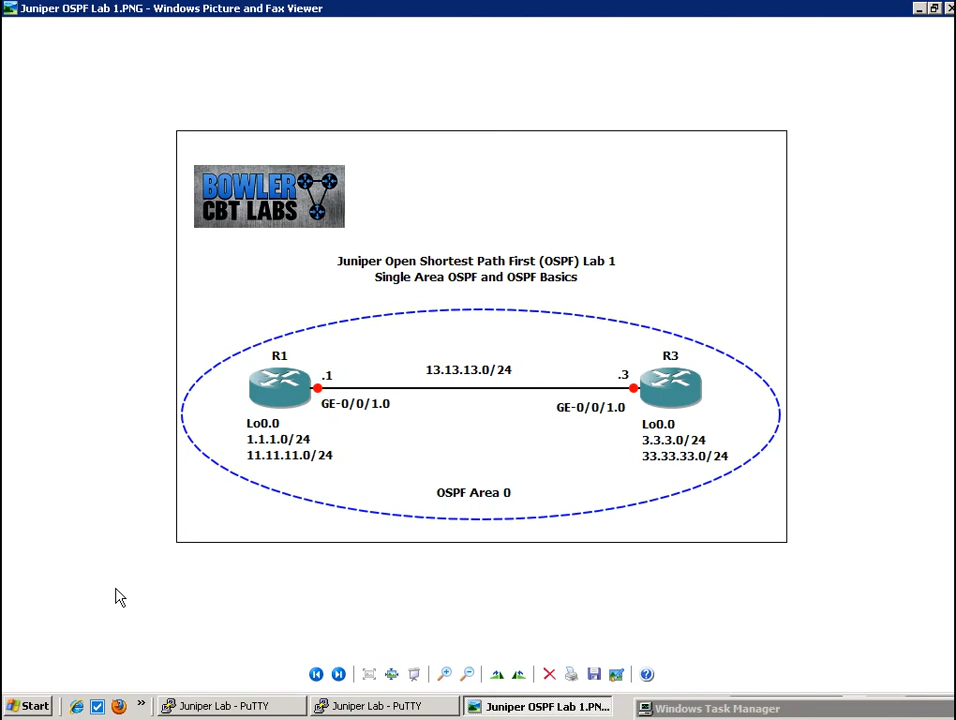 Juniper OSPF Lab 1.PNG - Windows Picture and Fax Viewer
BOWLER
CBT LABS
Juniper Open Shortest Path First (OSPF) Lab 1
Single Area OSPF and OSPF Basics
R1
R3
.1
13.13.13.0/24
.3
GE-0/0/1.0
GE-0/0/1.0
Lo0.0
1.1.1.0/24
11.11.11.0/24
Lo0.0
3.3.3.0/24
33.33.33.0/24
OSPF Area 0
Start
»
Juniper Lab - PuTTY
Juniper Lab - PuTTY
Juniper OSPF Lab 1.PN...
Windows Task Manager